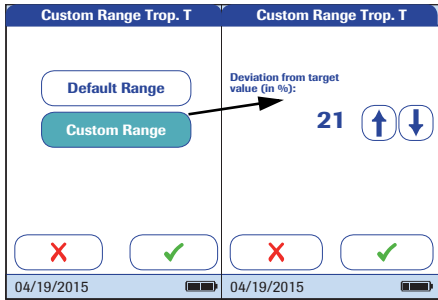 Custom Range Trop. T
Default Range
Custom Range
04/19/2015
Custom Range Trop. T
Deviation from target
value (in %):
21
04/19/2015